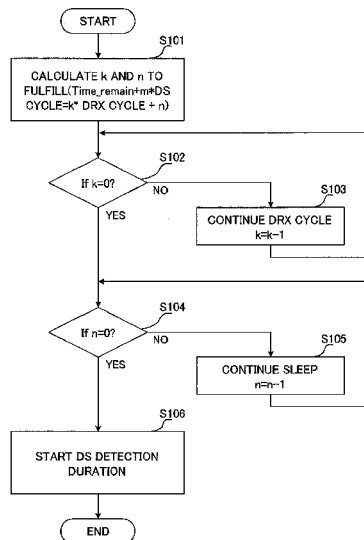 START
S101
CALCULATE k AND n TO
FULFILL(Time_remain+m*DS
CYCLE=k* DRX CYCLE + n)
S102
If k=0?
NO
YES
S103
CONTINUE DRX CYCLE
k=k-1
S104
If n=0?
NO
YES
S105
CONTINUE SLEEP
n=n-1
S106
START DS DETECTION
DURATION
END